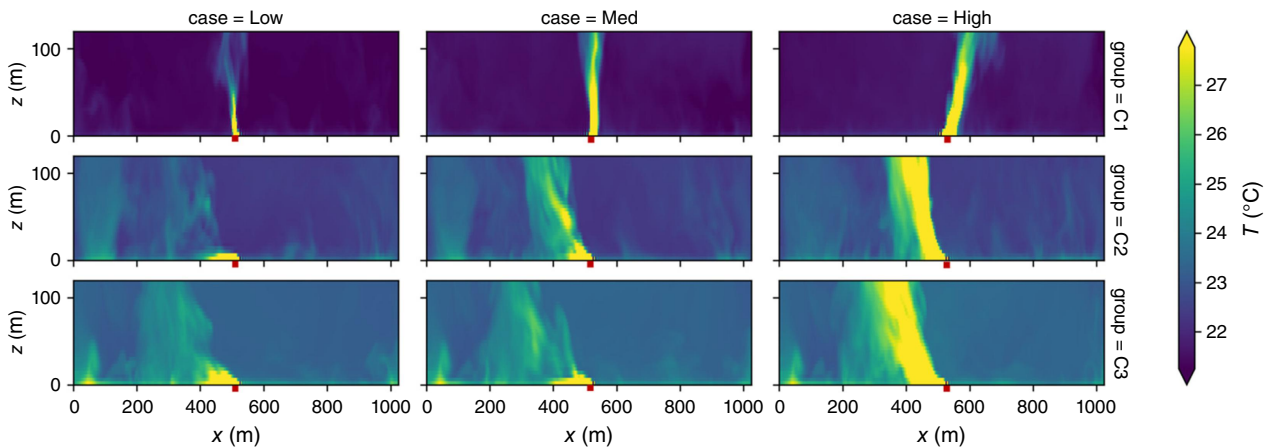 case = Low
case = Med
case = High
100
0
z (m)
group = C1
100
0
z (m)
group = C2
100
0
z (m)
group = C3
0 200 400 600 800 1000
0 200 400 600 800 1000
0 200 400 600 800 1000
x (m)
x (m)
x (m)
27
26
25
24
23
22
T (°C)